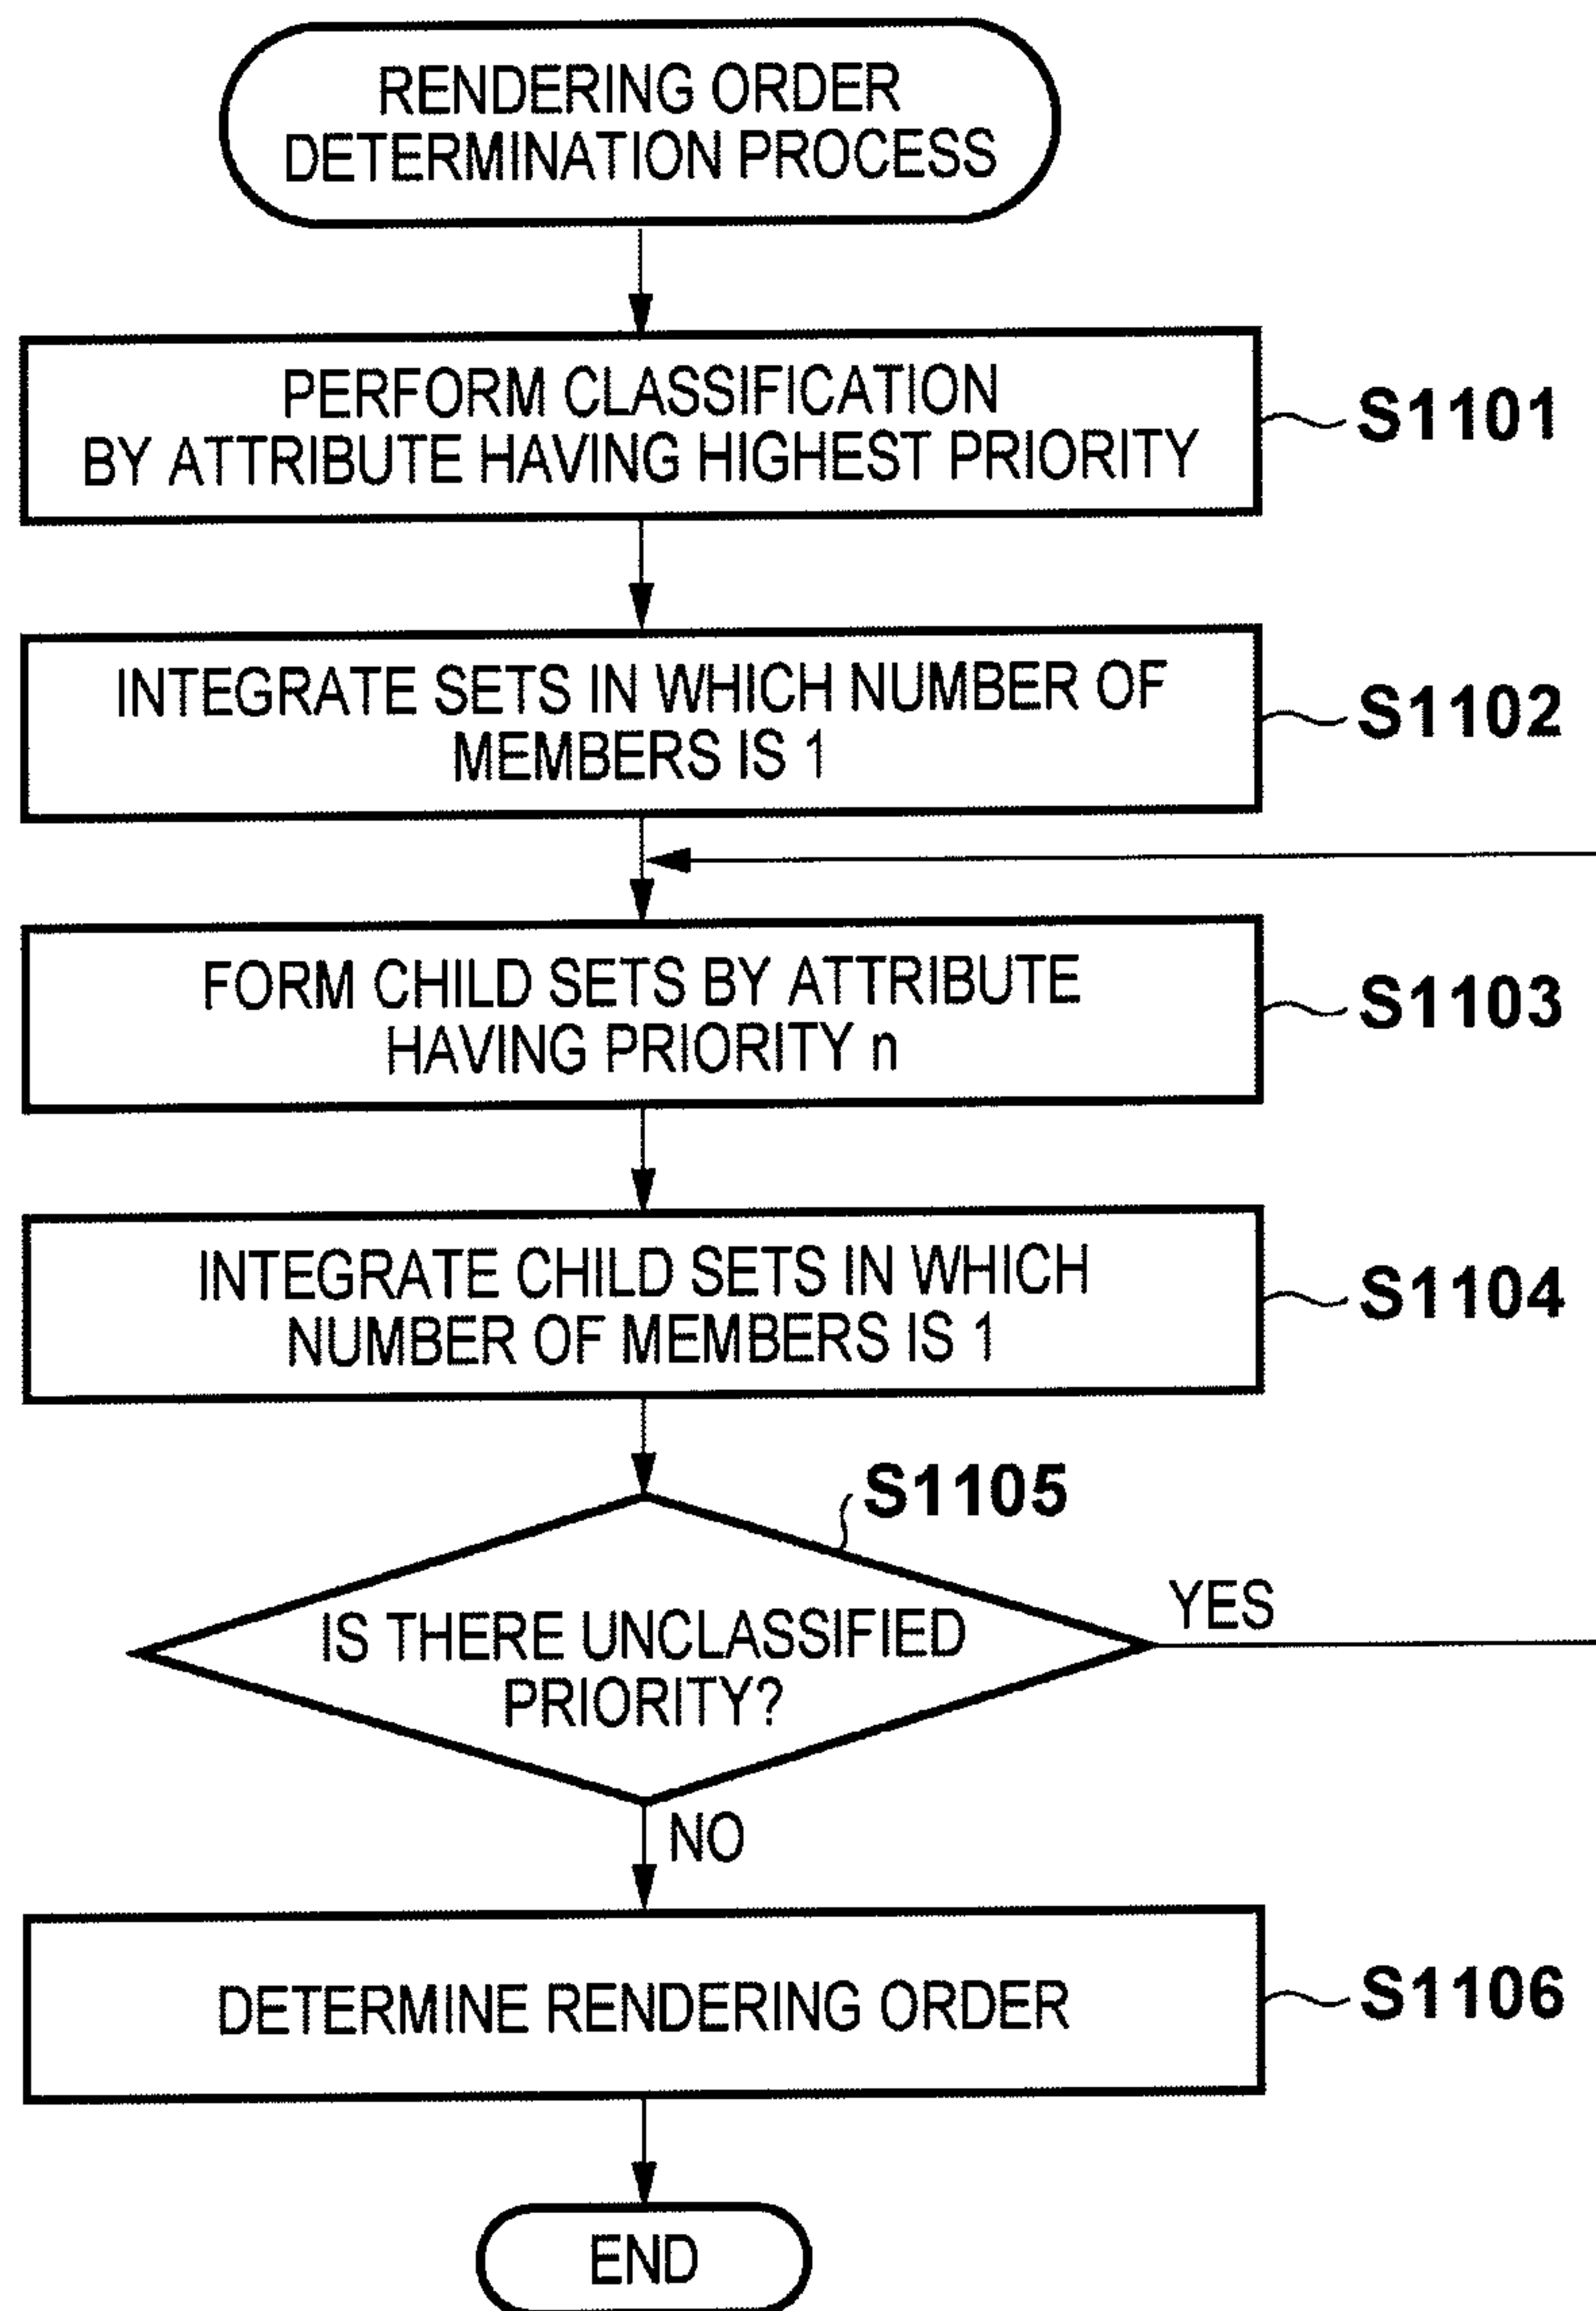 RENDERING ORDER
DETERMINATION PROCESS
PERFORM CLASSIFICATION
BY ATTRIBUTE HAVING HIGHEST PRIORITY
S1101
INTEGRATE SETS IN WHICH NUMBER OF
MEMBERS IS 1
S1102
FORM CHILD SETS BY ATTRIBUTE
HAVING PRIORITY n
S1103
INTEGRATE CHILD SETS IN WHICH
NUMBER OF MEMBERS IS 1
S1104
S1105
IS THERE UNCLASSIFIED
PRIORITY?
YES
NO
DETERMINE RENDERING ORDER
S1106
END